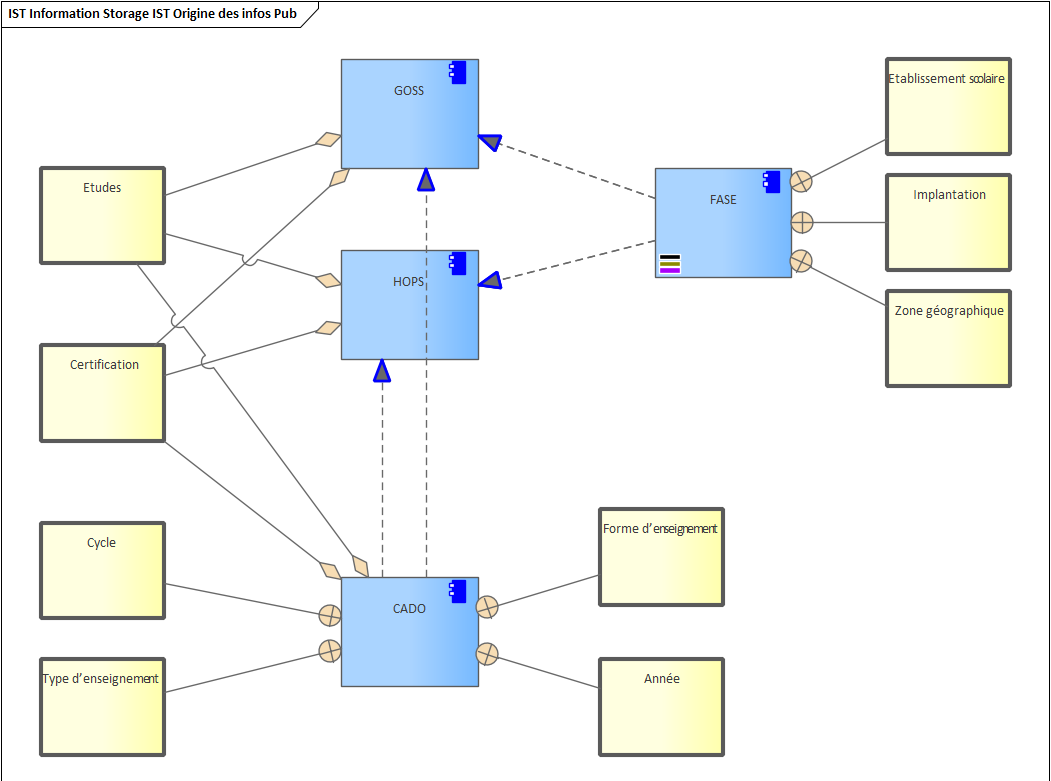 IST Information Storage IST Origine des infos Pub
GOSS
Etablissement scolaire
Etudes
FASE
Implantation
HOPS
Zone géographique
Certification
Cycle
Forme d'enseignement
CADO
Type d'enseignement
Année